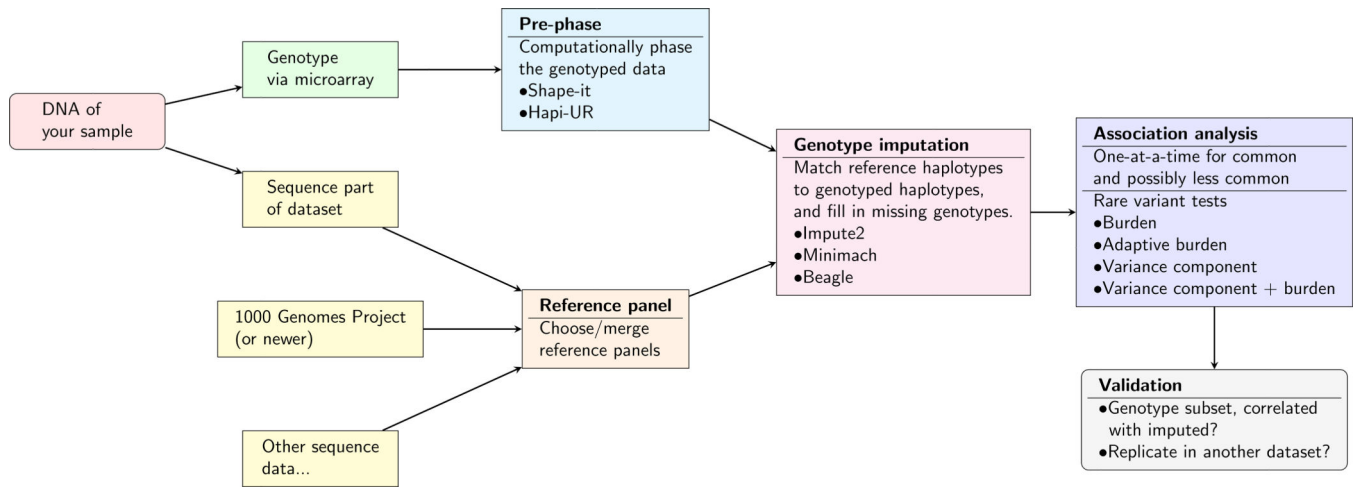 DNA of
your sample
Genotype
via microarray
Sequence part
of dataset
1000 Genomes Project
(or newer)
Other sequence
data...
Pre-phase
Computationally phase
the genotyped data
●Shape-it
●Hapi-UR
Reference panel
Choose/merge
reference panels
Genotype imputation
Match reference haplotypes
to genotyped haplotypes,
and fill in missing genotypes.
●Impute2
●Minimach
●Beagle
Association analysis
One-at-a-time for common
and possibly less common
Rare variant tests
●Burden
●Adaptive burden
●Variance component
●Variance component + burden
Validation
●Genotype subset, correlated
with imputed?
●Replicate in another dataset?